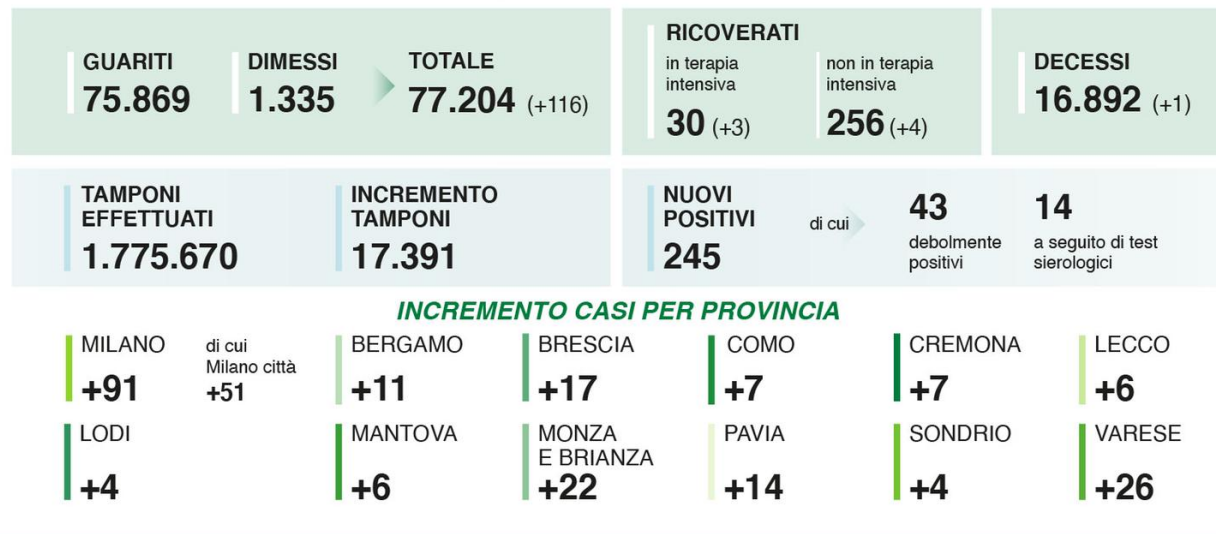 GUARITI
75.869
DIMESSI
1.335
TOTALE
77.204 (+116)
RICOVERATI
in terapia
intensiva
30 (+3)
non in terapia
intensiva
256 (+4)
DECESSI
16.892 (+1)
TAMPONI
EFFETTUATI
1.775.670
INCREMENTO
TAMPONI
17.391
NUOVI
POSITIVI
245
di cui
43
debolmente
positivi
14
a seguito di test
sierologici
INCREMENTO CASI PER PROVINCIA
MILANO
+91
di cui
Milano città
+51
BERGAMO
+11
BRESCIA
+17
COMO
+7
CREMONA
+7
LECCO
+6
LODI
+4
MANTOVA
+6
MONZA
E BRIANZA
+22
PAVIA
+14
SONDRIO
+4
VARESE
+26